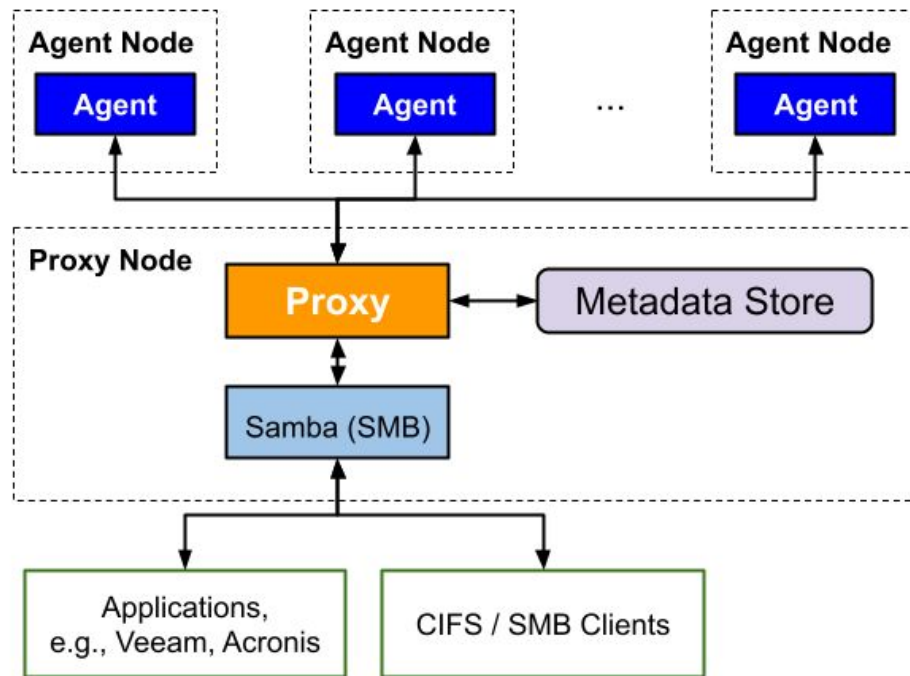 Agent Node
Agent
Agent Node
Agent
...
Agent Node
Agent
Proxy Node
Proxy
Metadata Store
Samba (SMB)
Applications,
e.g., Veeam, Acronis
CIFS / SMB Clients